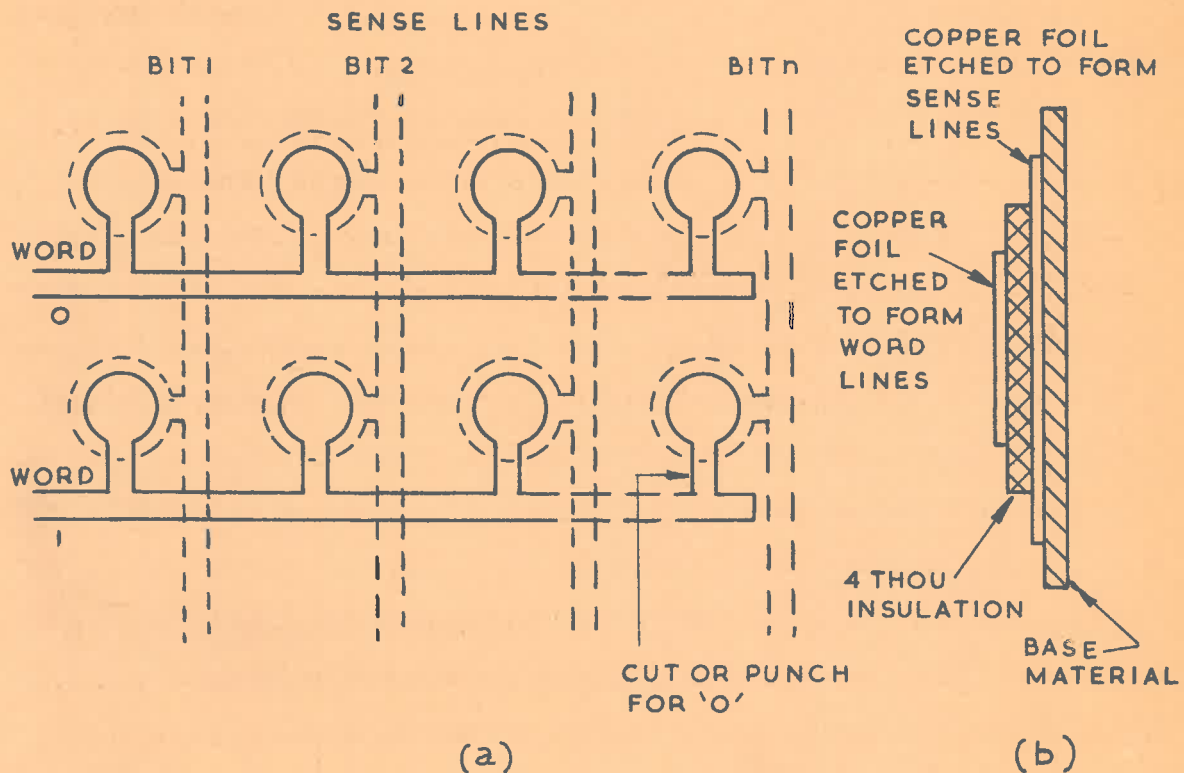 SENSE LINES
BIT 1
BIT 2
BIT n
WORD
0
WORD
1
CUT OR PUNCH
FOR '0'
(a)
COPPER FOIL
ETCHED TO FORM
SENSE
LINES
COPPER
FOIL
ETCHED
TO FORM
WORD
LINES
4 THOU
INSULATION
BASE
MATERIAL
(b)